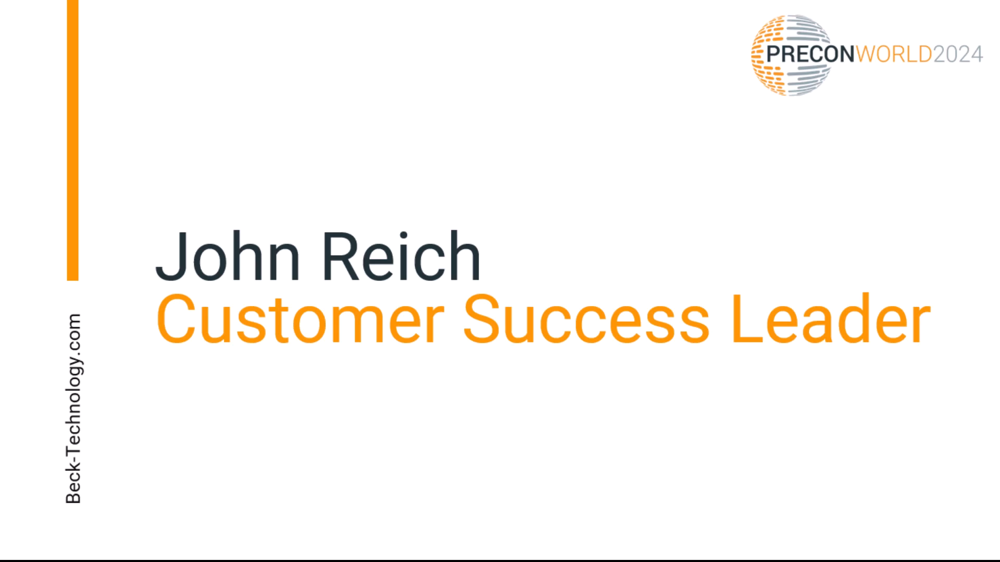 PRECONWORLD2024
John Reich
Customer Success Leader
Beck-Technology.com